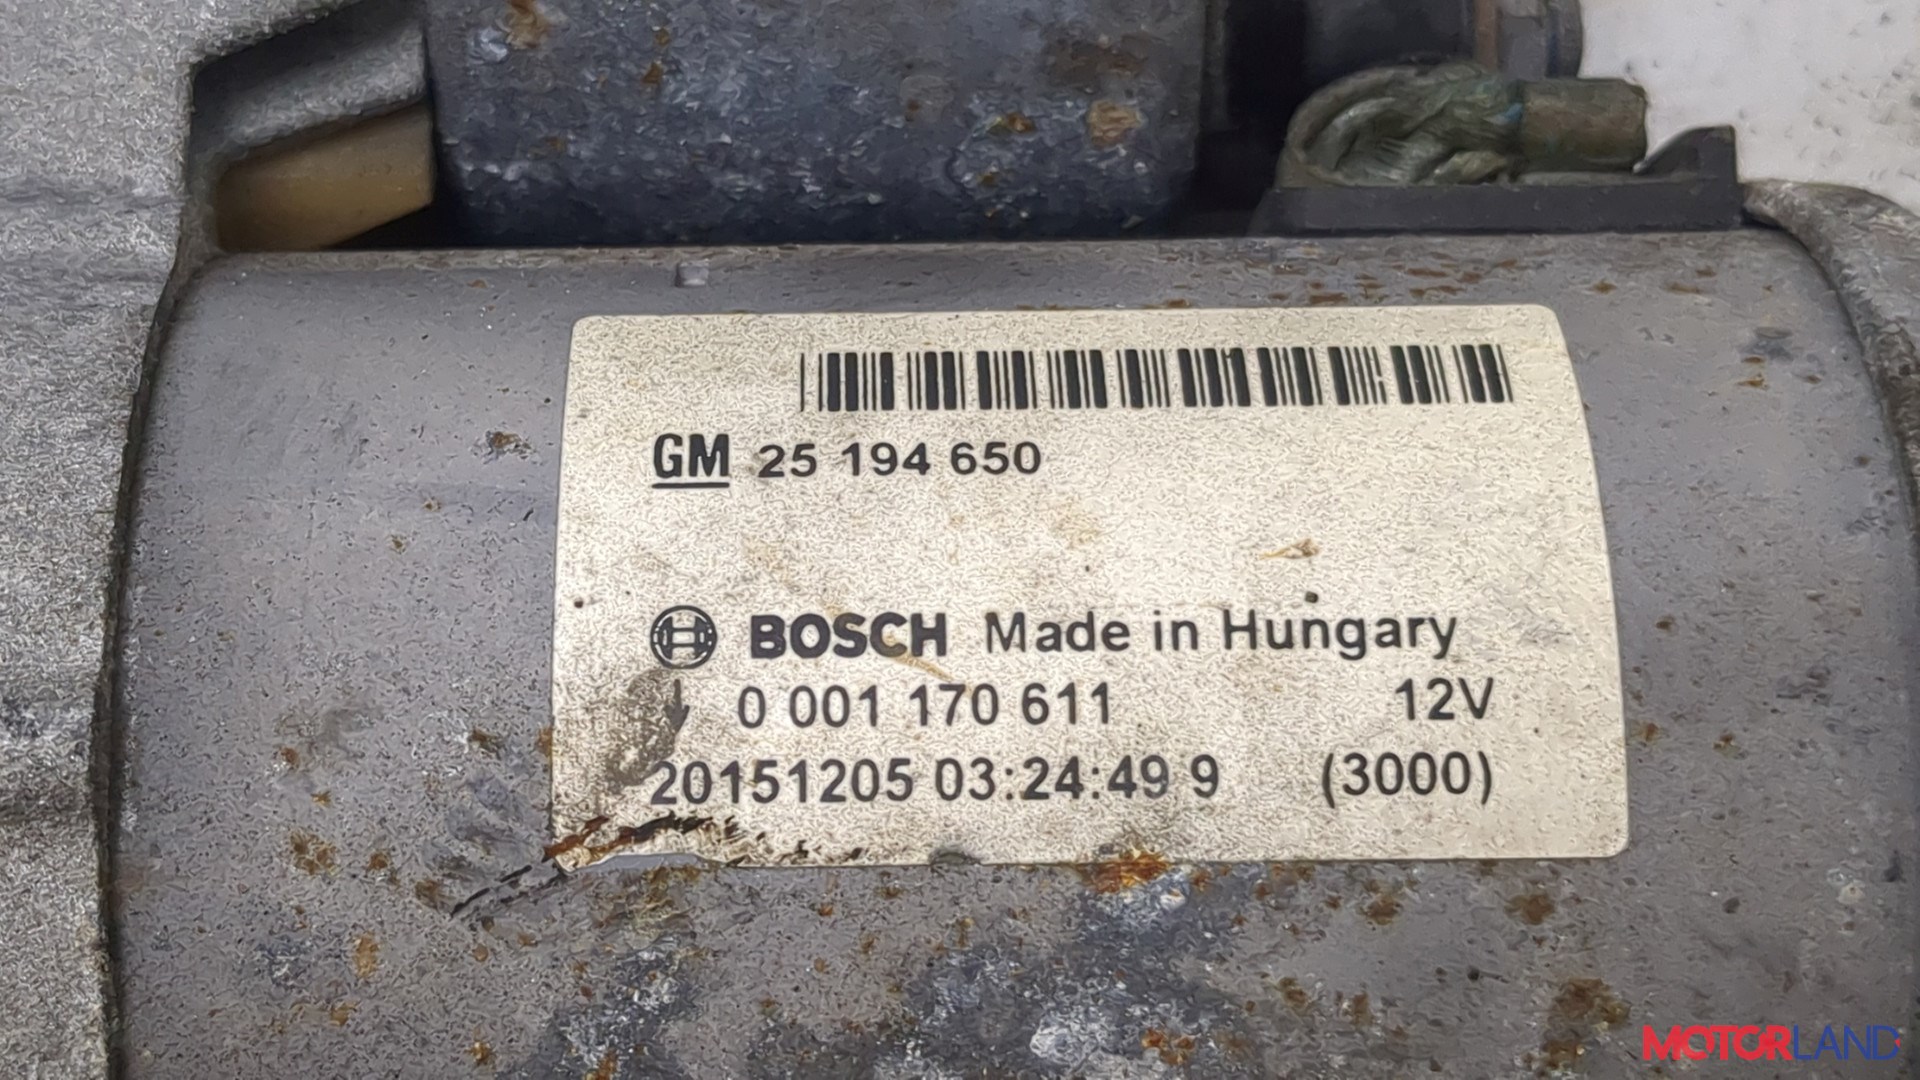 GM 25 194 650
BOSCH Made in Hungary
0 001 170 611 12V
20151205 03:24:49 9 (3000)
MOTORLAND